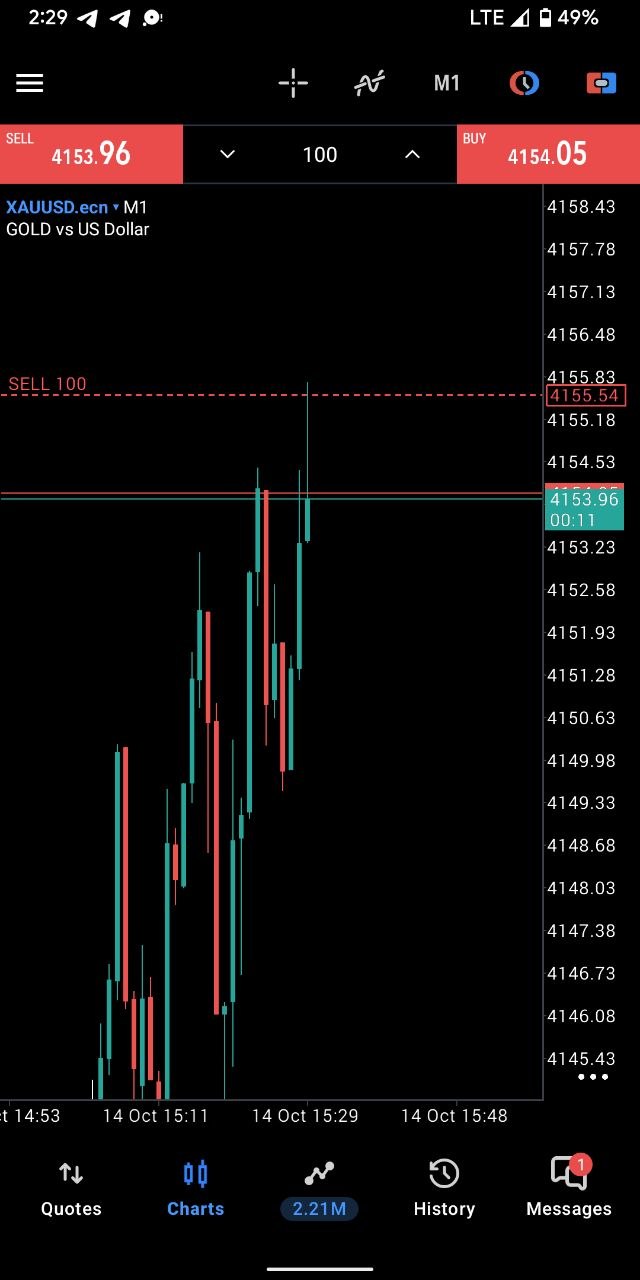 2:29
LTE 49%
M1
SELL
4153.96
100
BUY
4154.05
XAUUSD.ecn ▾ M1
GOLD vs US Dollar
4158.43
4157.78
4157.13
4156.48
4155.83
SELL 100
4155.54
4155.18
4154.53
4153.96
00:11
4153.23
4152.58
4151.93
4151.28
4150.63
4149.98
4149.33
4148.68
4148.03
4147.38
4146.73
4146.08
4145.43
ct 14:53
14 Oct 15:11
14 Oct 15:29
14 Oct 15:48
1
2.21M
Quotes
Charts
History
Messages